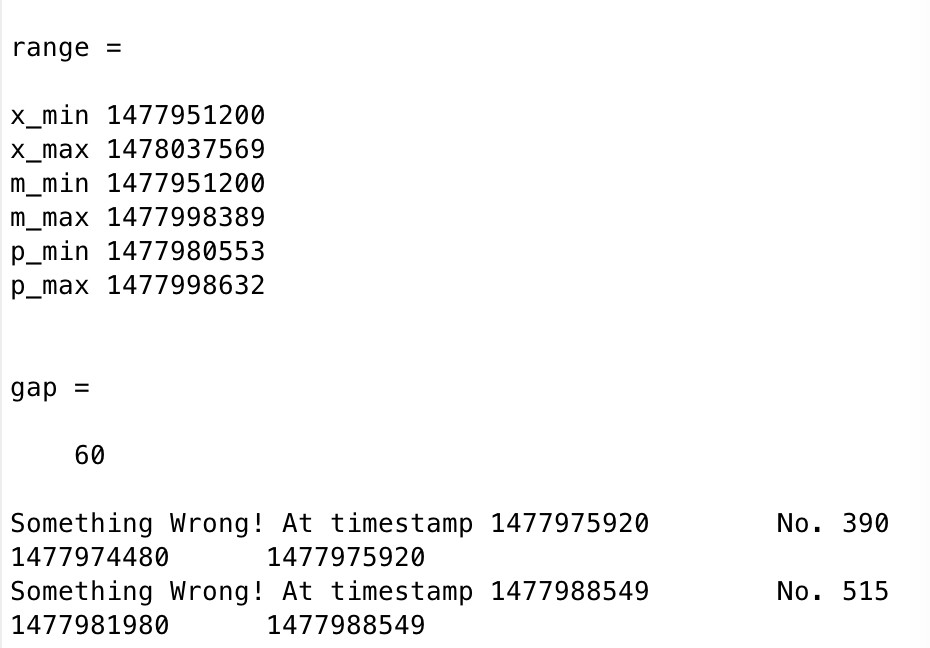 range =
x_min 1477951200
x_max 1478037569
m_min 1477951200
m_max 1477998389
p_min 1477980553
p_max 1477998632
gap =
60
Something Wrong! At timestamp 1477975920 No. 390
1477974480 1477975920
Something Wrong! At timestamp 1477988549 No. 515
1477981980 1477988549